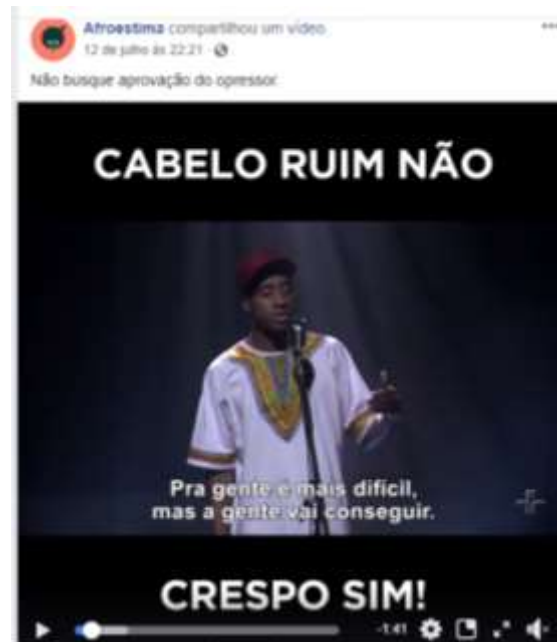 Afroestima compartilhou um vídeo.
12 de julho às 22:21 ·
Não busque aprovação do opressor.
CABELO RUIM NÃO
Pra gente é mais difícil,
mas a gente vai conseguir.
CRESPO SIM!
-1:41